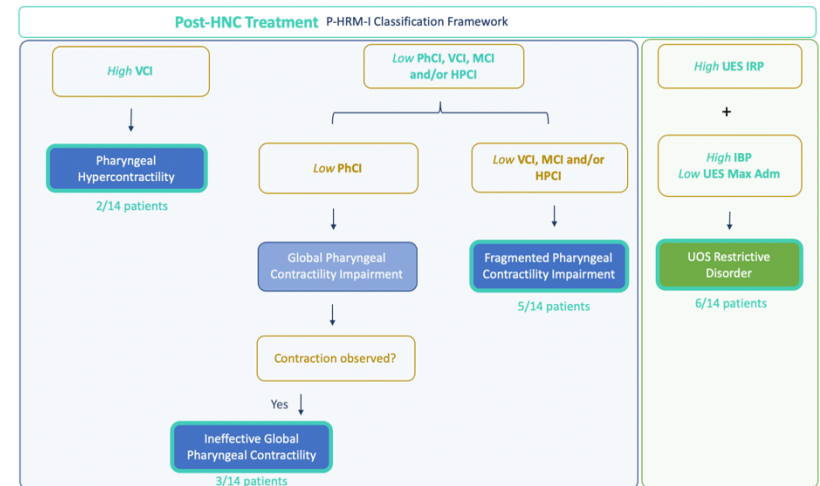 Post-HNC Treatment P-HRM-I Classification Framework
High VCI
Pharyngeal
Hypercontractility
2/14 patients
Low PhCI, VCI, MCI
and/or HPCI
Low PhCI
Global Pharyngeal
Contractility Impairment
Contraction observed?
Yes
Ineffective Global
Pharyngeal Contractility
3/14 patients
Low VCI, MCI and/or
HPCI
Fragmented Pharyngeal
Contractility Impairment
5/14 patients
High UES IRP
+
High IBP
Low UES Max Adm
UOS Restrictive
Disorder
6/14 patients